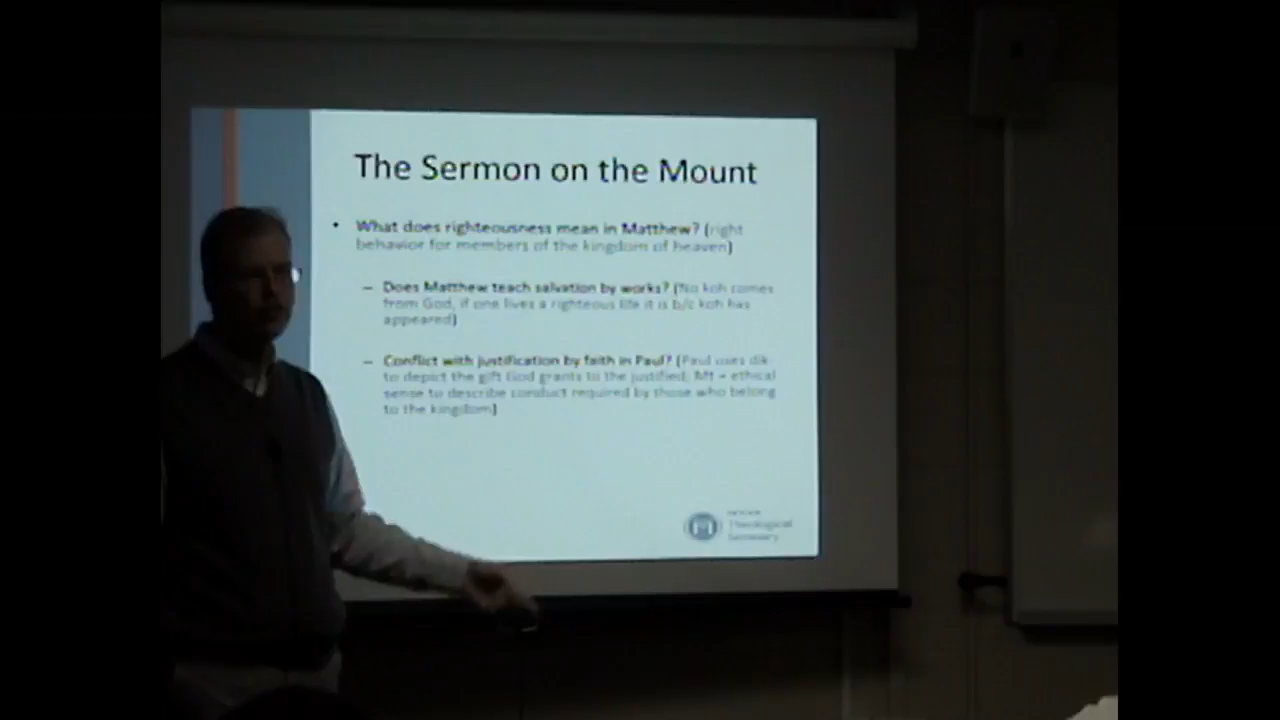 The Sermon on the Mount
• What does righteousness mean in Matthew? (right
behavior for members of the kingdom of heaven)
– Does Matthew teach salvation by works? (No koh comes
from God, if one lives a righteous life it is b/c koh has
appeared)
– Conflict with justification by faith in Paul? (Paul uses dik-
to depict the gift God grants to the justified; Mt – ethical
sense to describe conduct required by those who belong
to the kingdom)
Theological
Seminary